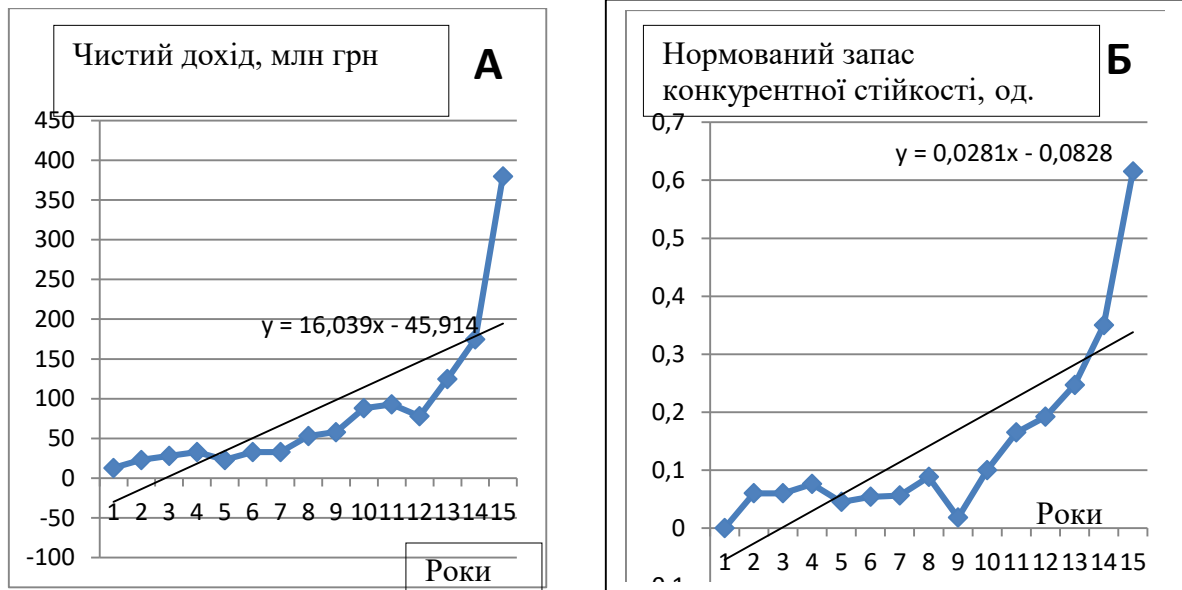 Чистий дохід, млн грн
А
450
400
350
300
250
200
150
100
50
0
-50
-100
y = 16,039x - 45,914
1 2 3 4 5 6 7 8 9 10 11 12 13 14 15
Роки
Нормований запас
конкурентної стійкості, од.
Б
0,7
0,6
0,5
0,4
0,3
0,2
0,1
0
y = 0,0281x - 0,0828
Роки
1 2 3 4 5 6 7 8 9 10 11 12 13 14 15